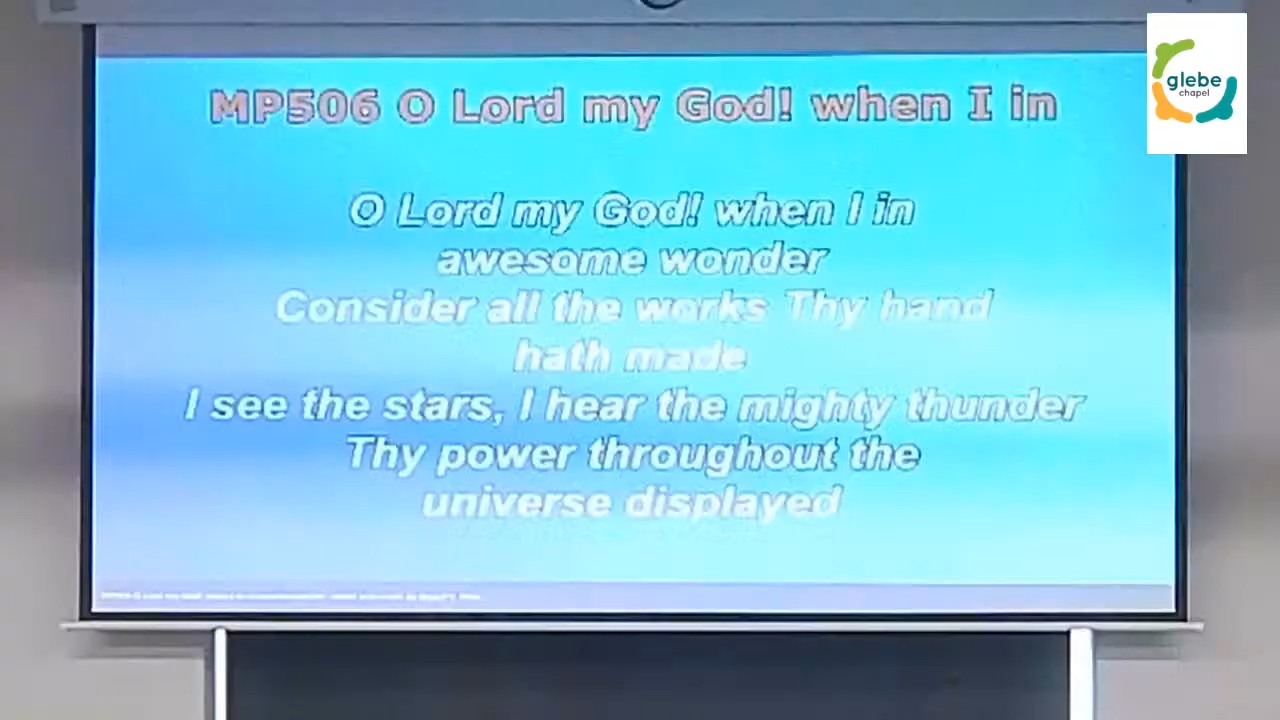 MP506 O Lord my God! when I in
O Lord my God! when I in
awesome wonder
Consider all the works Thy hand
hath made
I see the stars, I hear the mighty thunder
Thy power throughout the
universe displayed
glebe
chapel